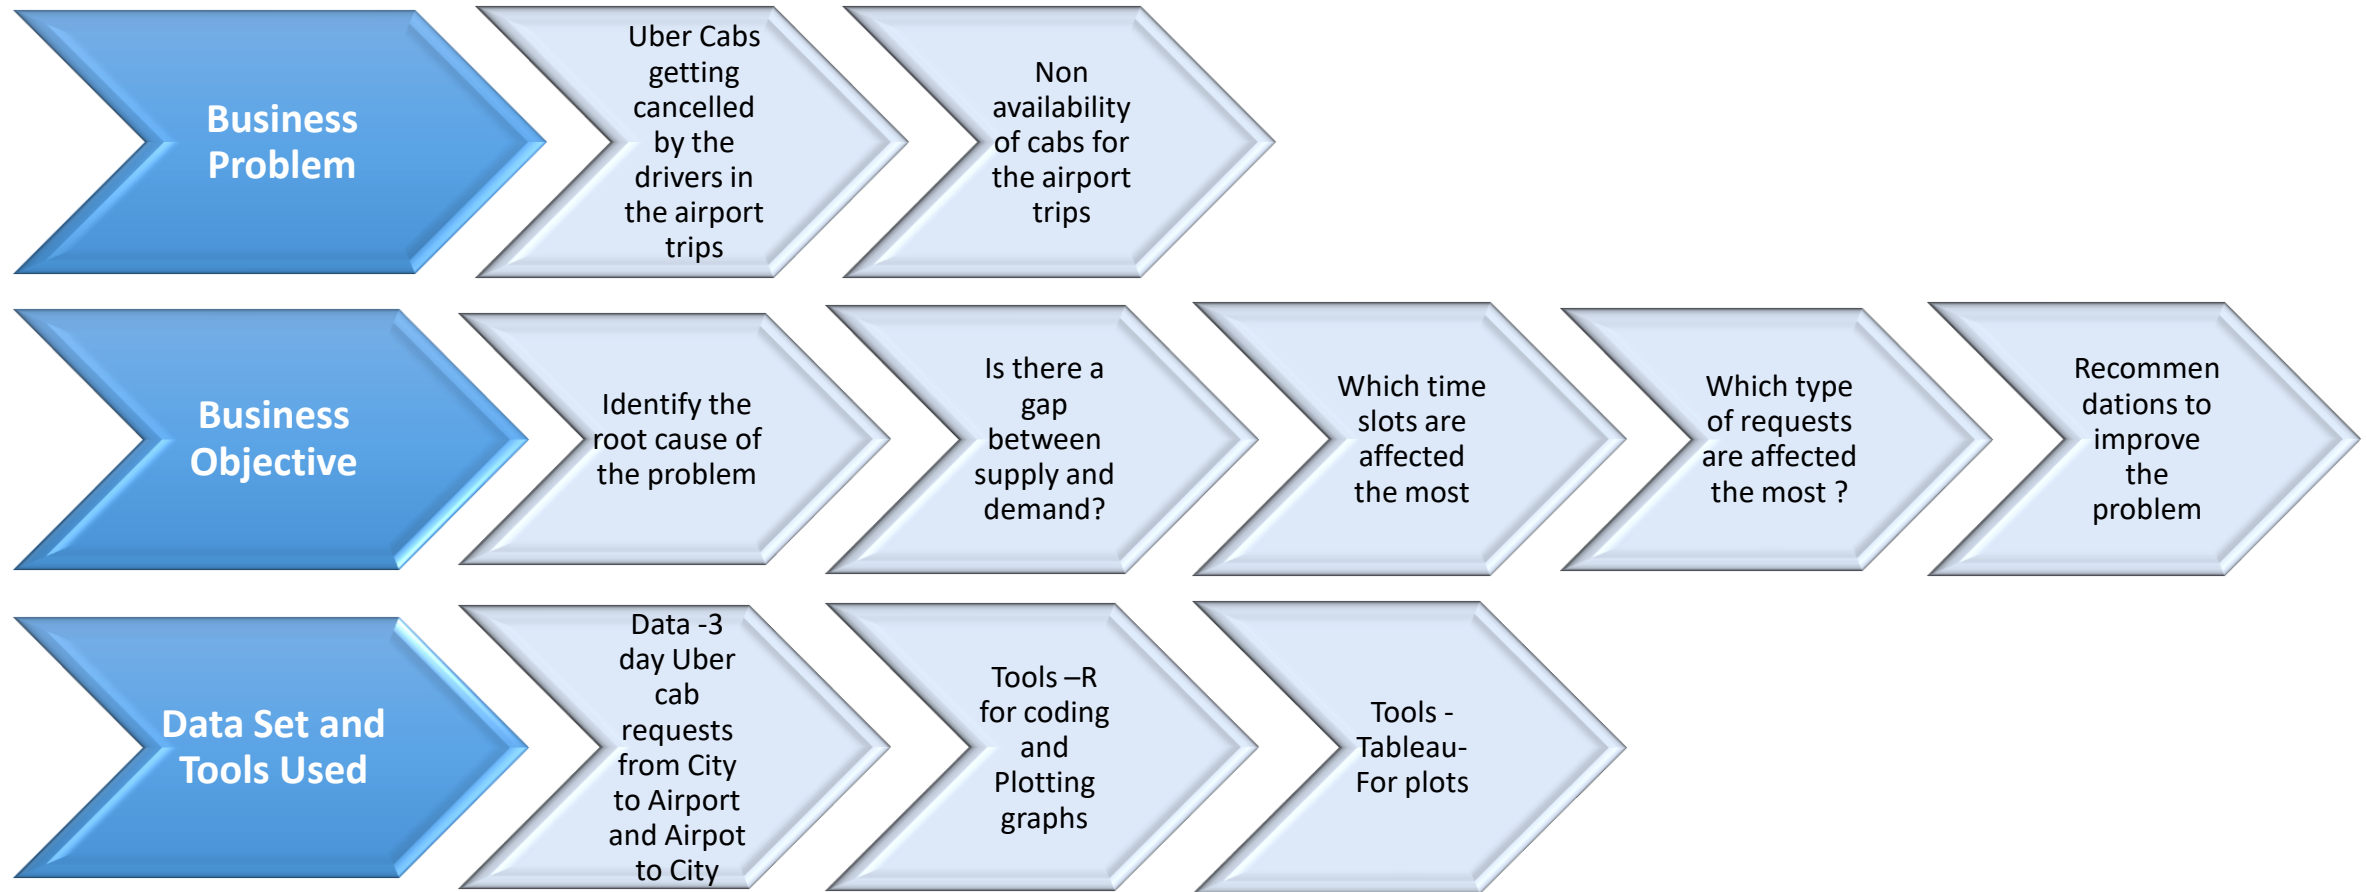 Business
Problem
Uber Cabs
getting
cancelled
by the
drivers in
the airport
trips
Non
availability
of cabs for
the airport
trips
Business
Objective
Identify the
root cause of
the problem
Is there a
gap
between
supply and
demand?
Which time
slots are
affected
the most
Which type
of requests
are affected
the most ?
Recommen
dations to
improve
the
problem
Data Set and
Tools Used
Data -3
day Uber
cab
requests
from City
to Airport
and Airpot
to City
Tools –R
for coding
and
Plotting
graphs
Tools -
Tableau-
For plots